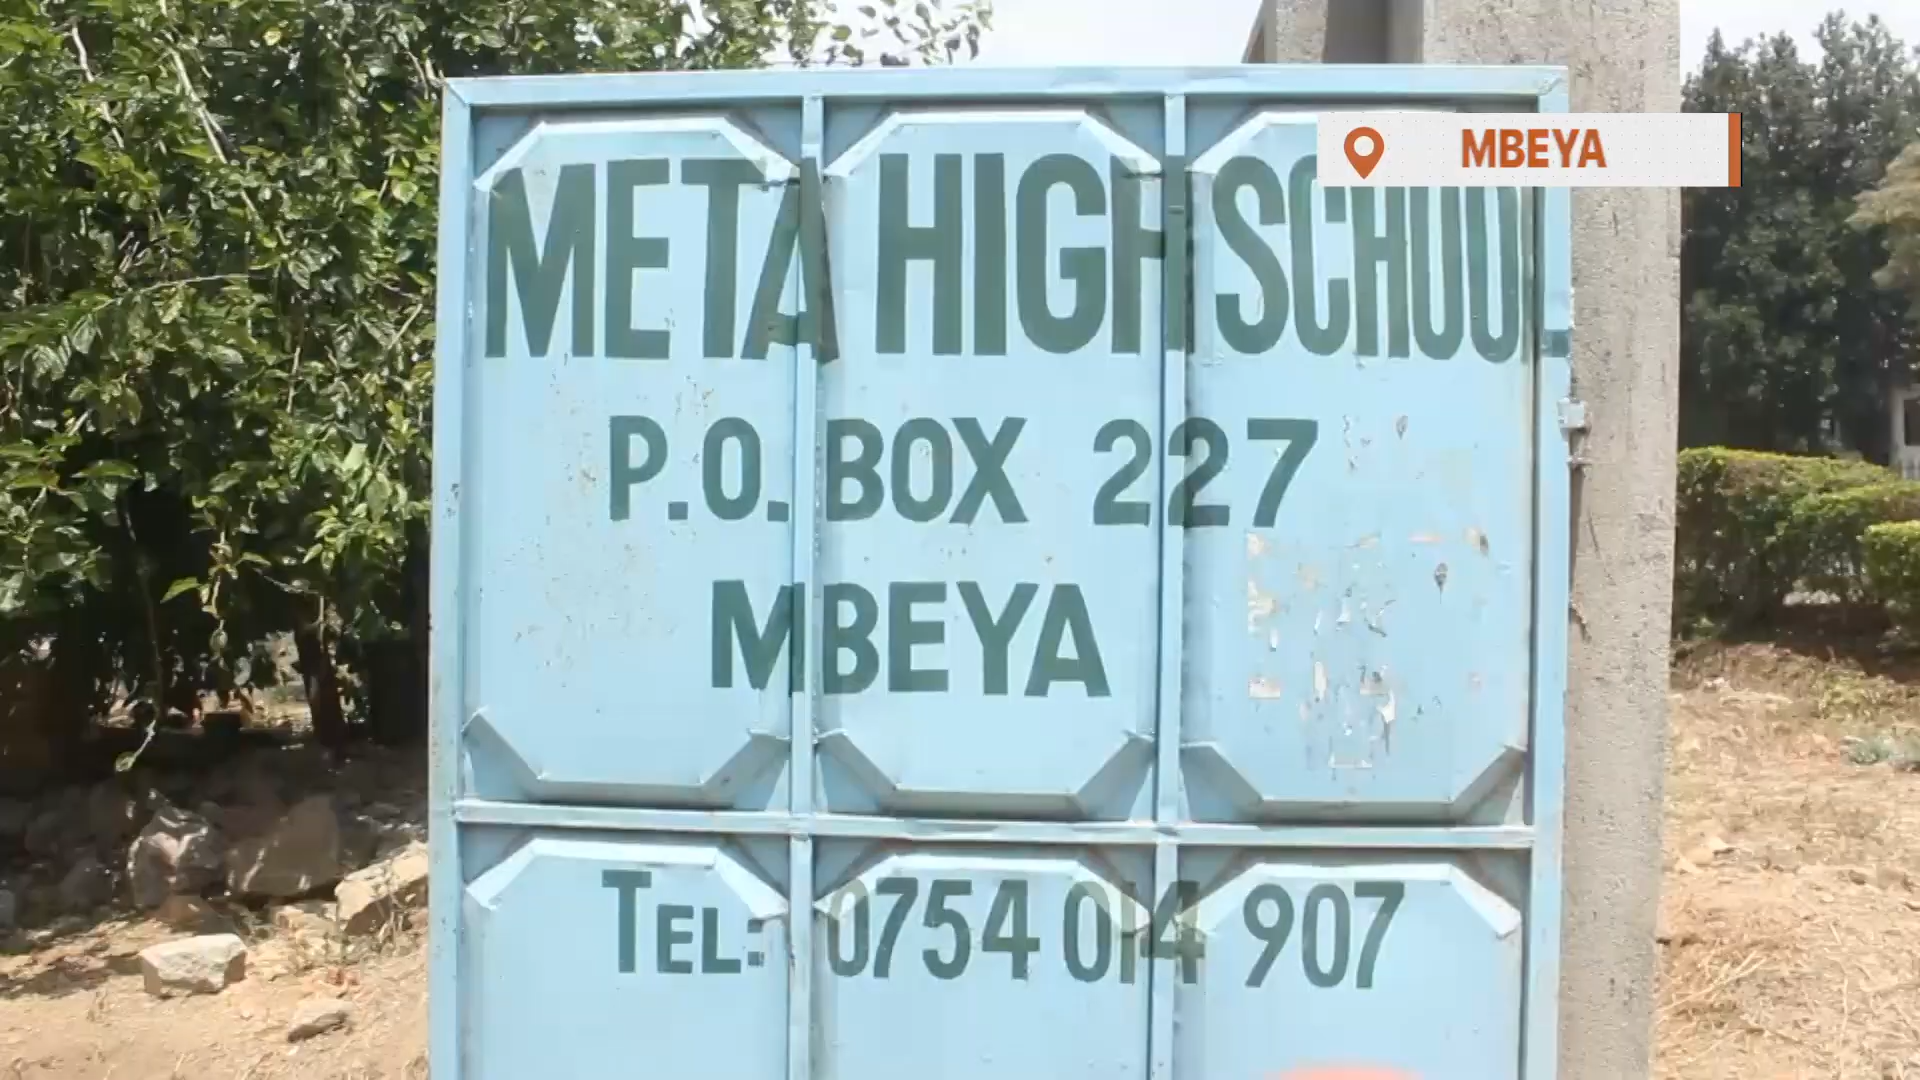 MBEYA
META HIGH SCHOOL
P.O. BOX 227
MBEYA
TEL: 0754 014 907